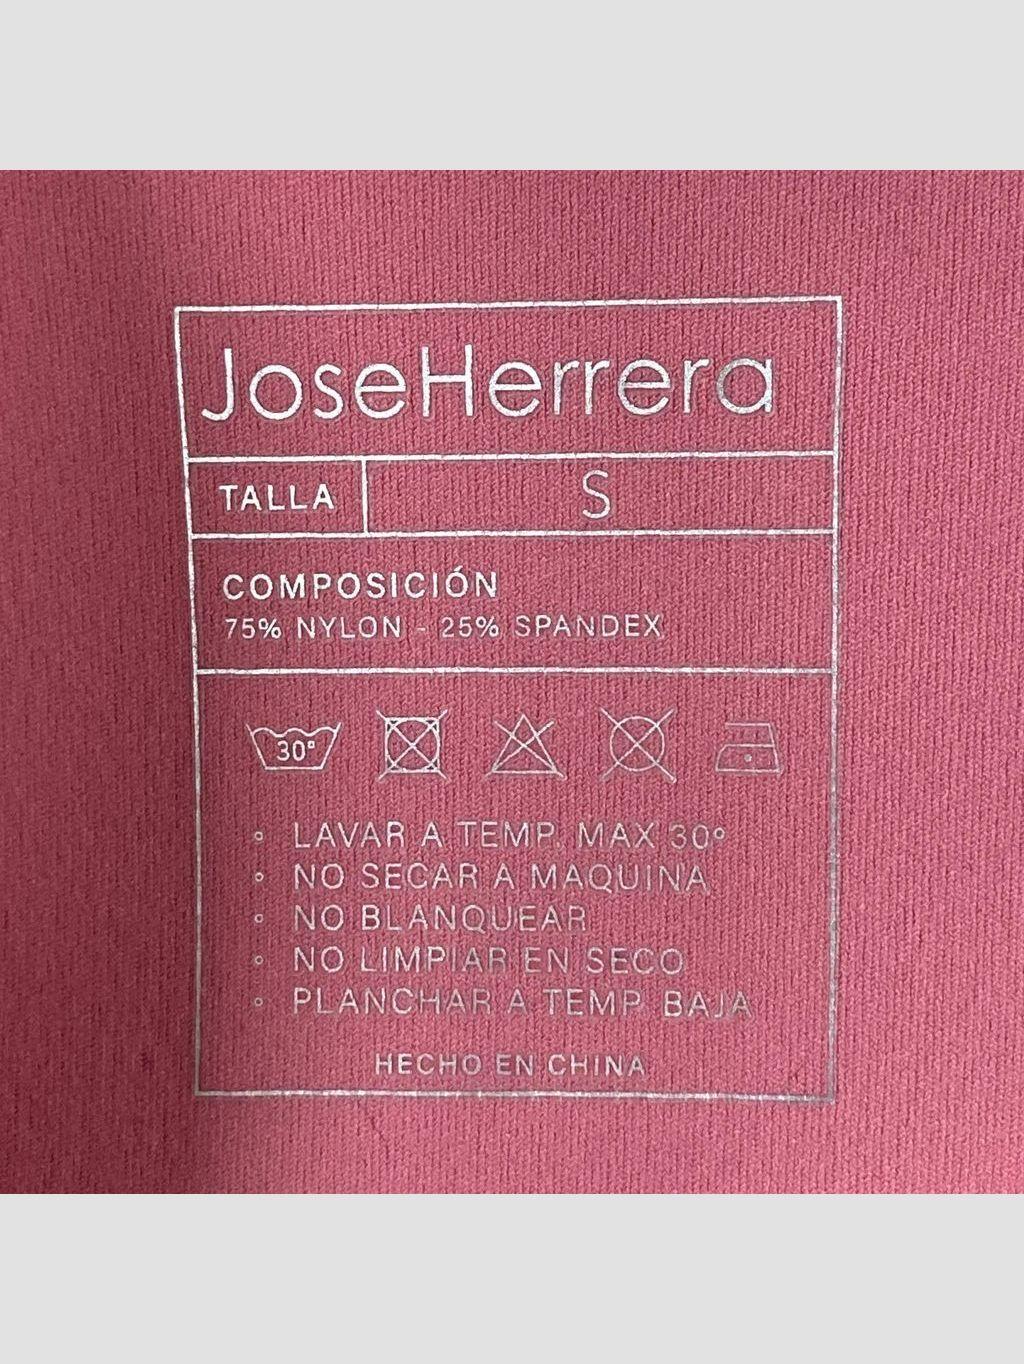 JoseHerrera
TALLA S
COMPOSICIÓN
75% NYLON - 25% SPANDEX
30°
◦ LAVAR A TEMP. MAX 30º
◦ NO SECAR A MAQUINA
◦ NO BLANQUEAR
◦ NO LIMPIAR EN SECO
◦ PLANCHAR A TEMP BAJA
HECHO EN CHINA